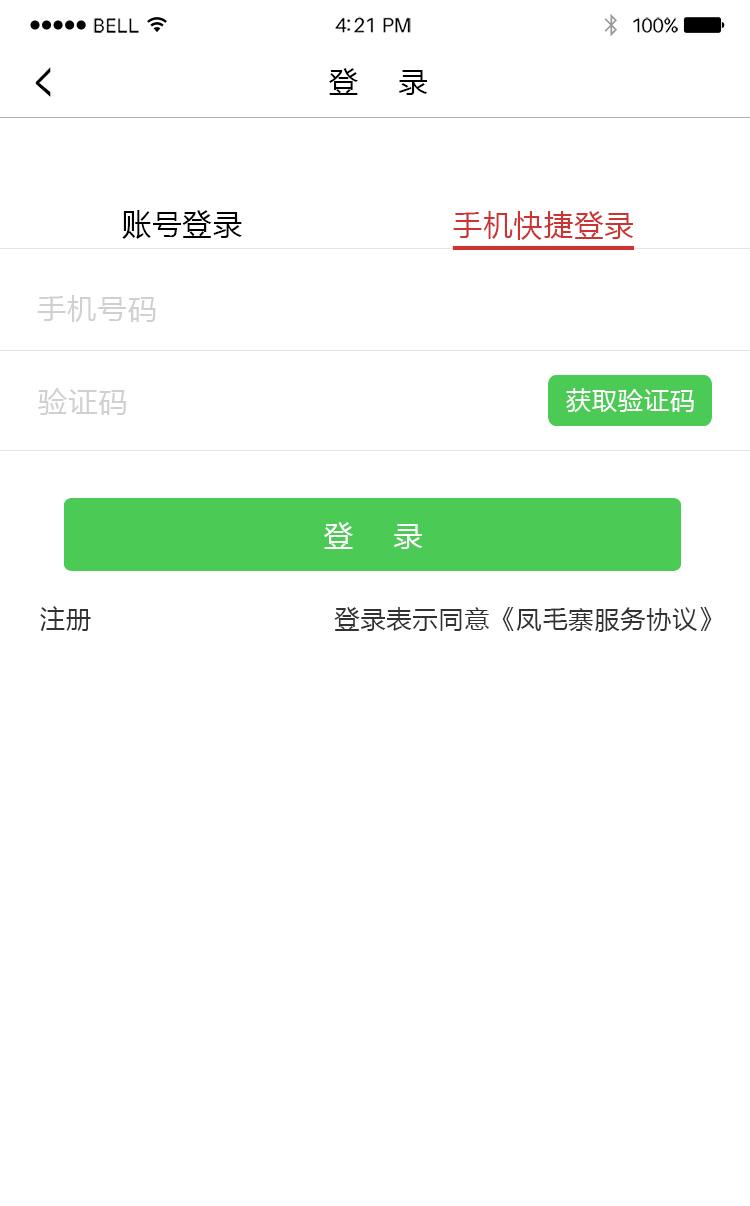 BELL 4:21 PM 100%
登 录
账号登录 手机快捷登录
手机号码
验证码 获取验证码
登 录
注册 登录表示同意《凤毛寨服务协议》